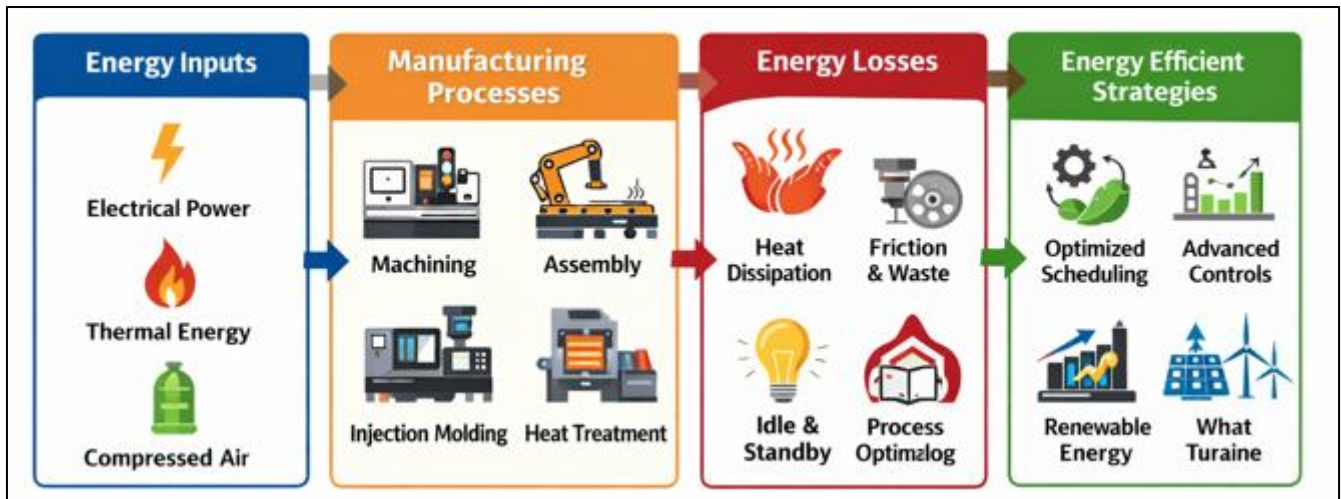 Energy Inputs
Electrical Power
Thermal Energy
Compressed Air
Manufacturing
Processes
Machining
Assembly
Injection Molding
Heat Treatment
Energy Losses
Heat
Dissipation
Friction
& Waste
Idle &
Standby
Process
Optimalog
Energy Efficient
Strategies
Optimized
Scheduling
Advanced
Controls
Renewable
Energy
What
Turaine